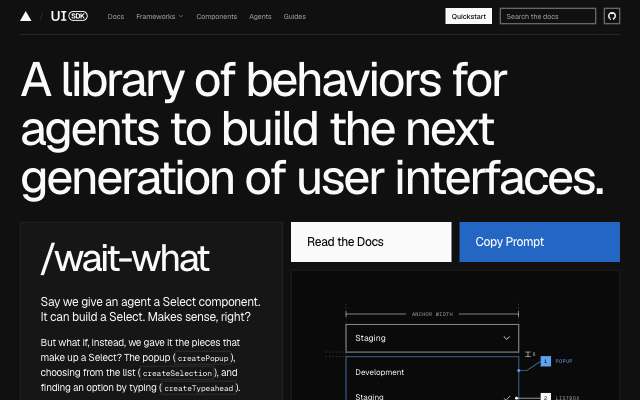 UI SDK
Docs
Frameworks
Components
Agents
Guides
Quickstart
Search the docs
A library of behaviors for
agents to build the next
generation of user interfaces.
/wait-what
Say we give an agent a Select component.
It can build a Select. Makes sense, right?
But what if, instead, we gave it the pieces that
make up a Select? The popup (createPopup),
choosing from the list (createSelection), and
finding an option by typing (createTypeahead).
Read the Docs
Copy Prompt
ANCHOR WIDTH
Staging
Development
1 POPUP
Staging
2 LISTBOX